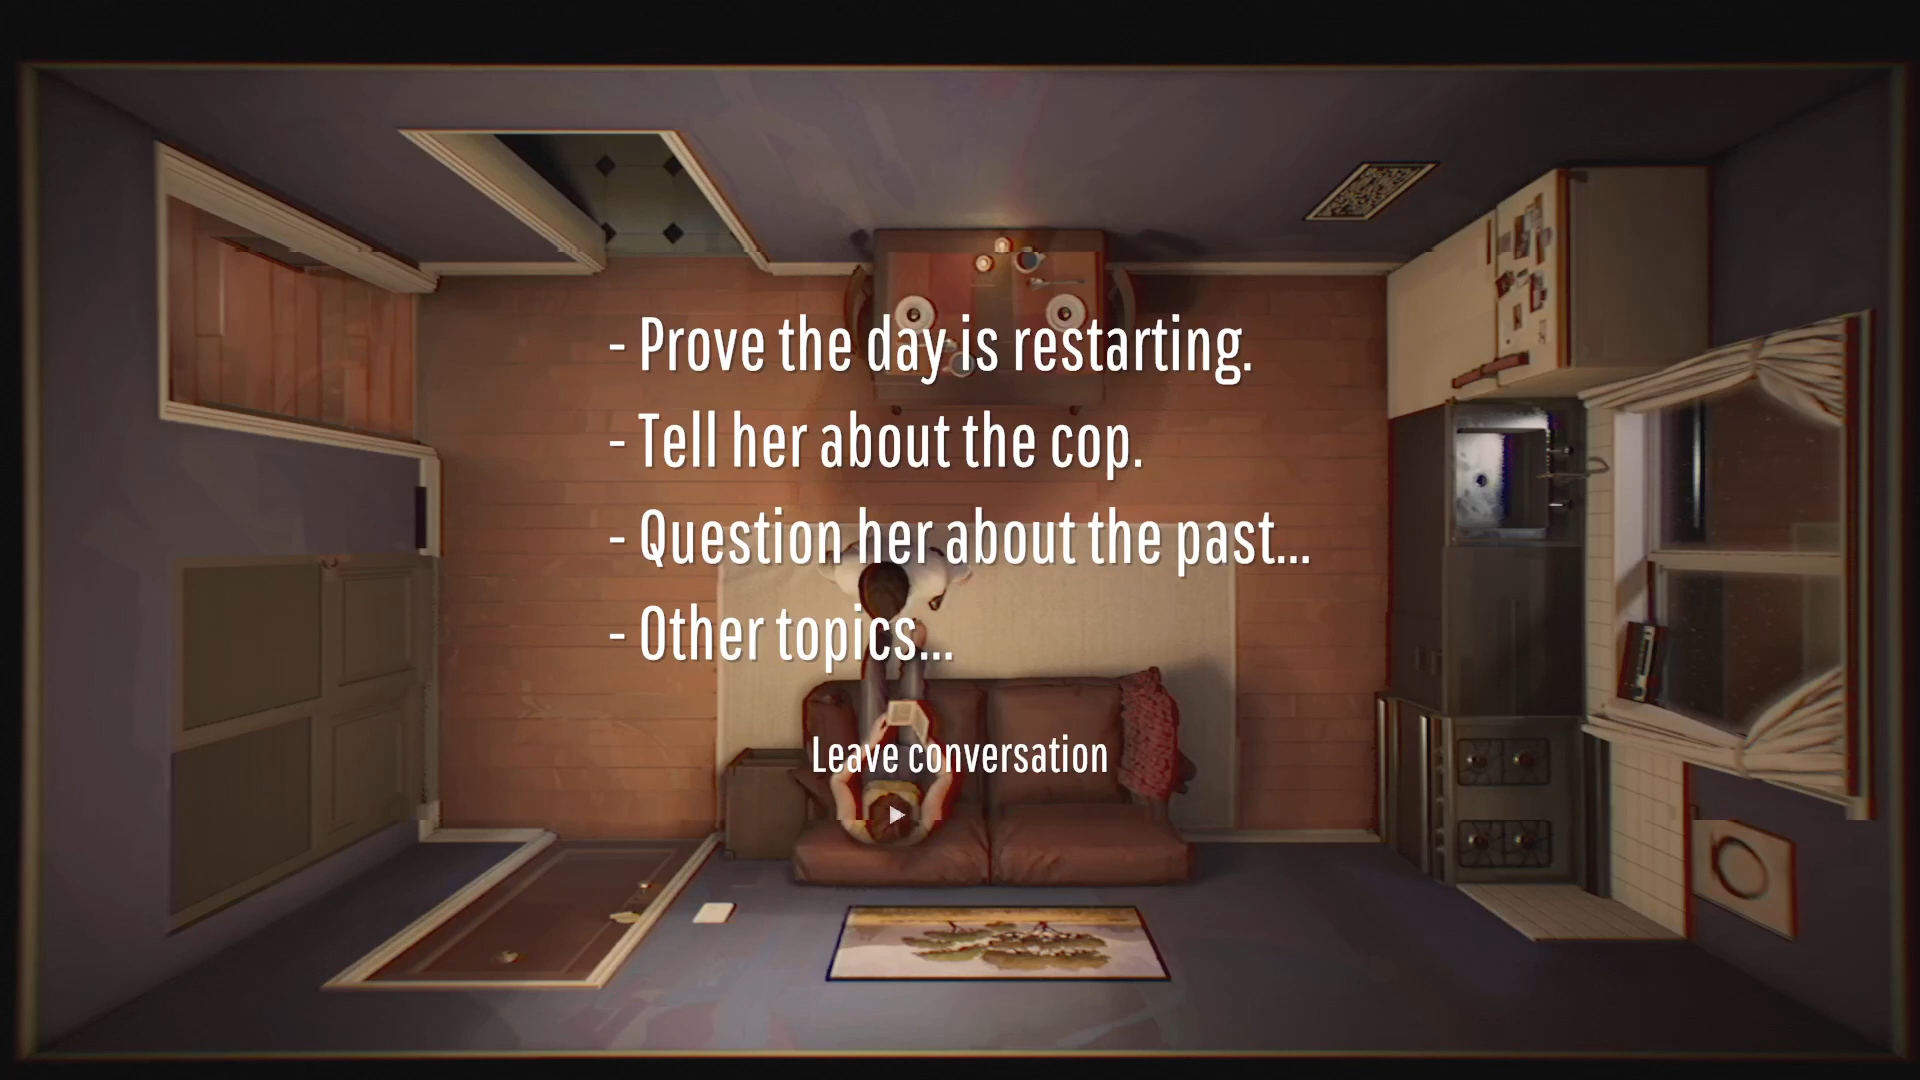 - Prove the day is restarting.
- Tell her about the cop.
- Question her about the past...
- Other topics...
Leave conversation